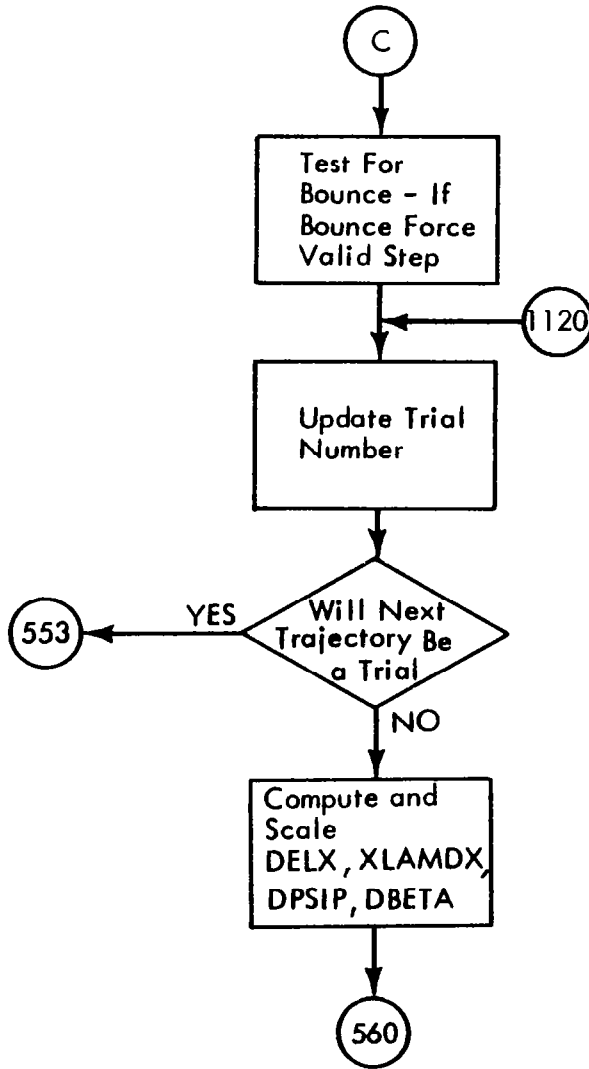 C
Test For
Bounce - If
Bounce Force
Valid Step
1120
Update Trial
Number
Will Next
Trajectory Be
a Trial
YES
553
NO
Compute and
Scale
DELX, XLAMDX,
DPSIP, DBETA
560